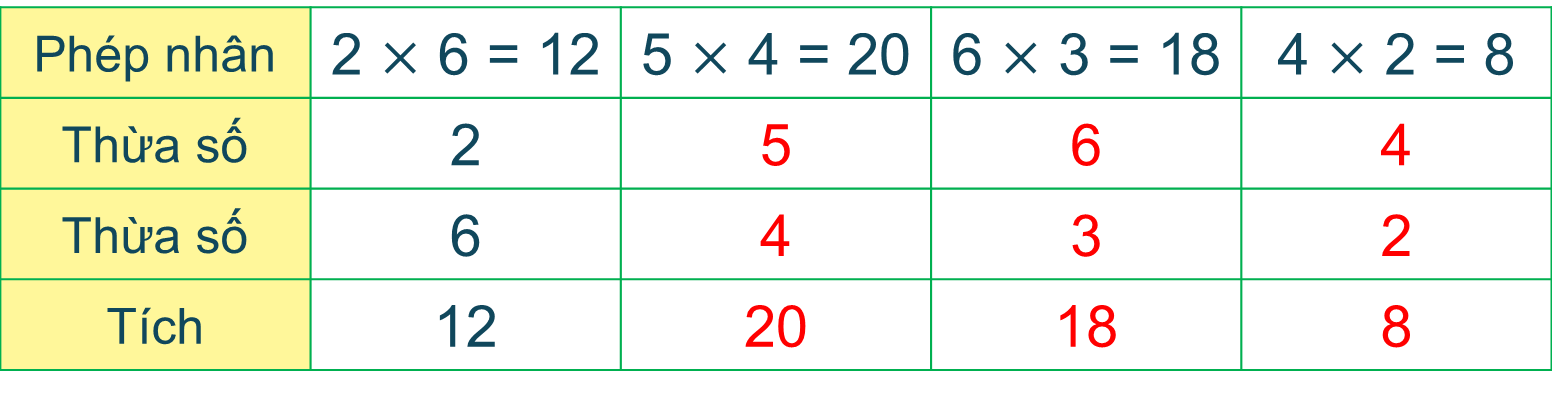 Phép nhân 2 × 6 = 12 5 × 4 = 20 6 × 3 = 18 4 × 2 = 8
Thừa số 2 5 6 4
Thừa số 6 4 3 2
Tích 12 20 18 8